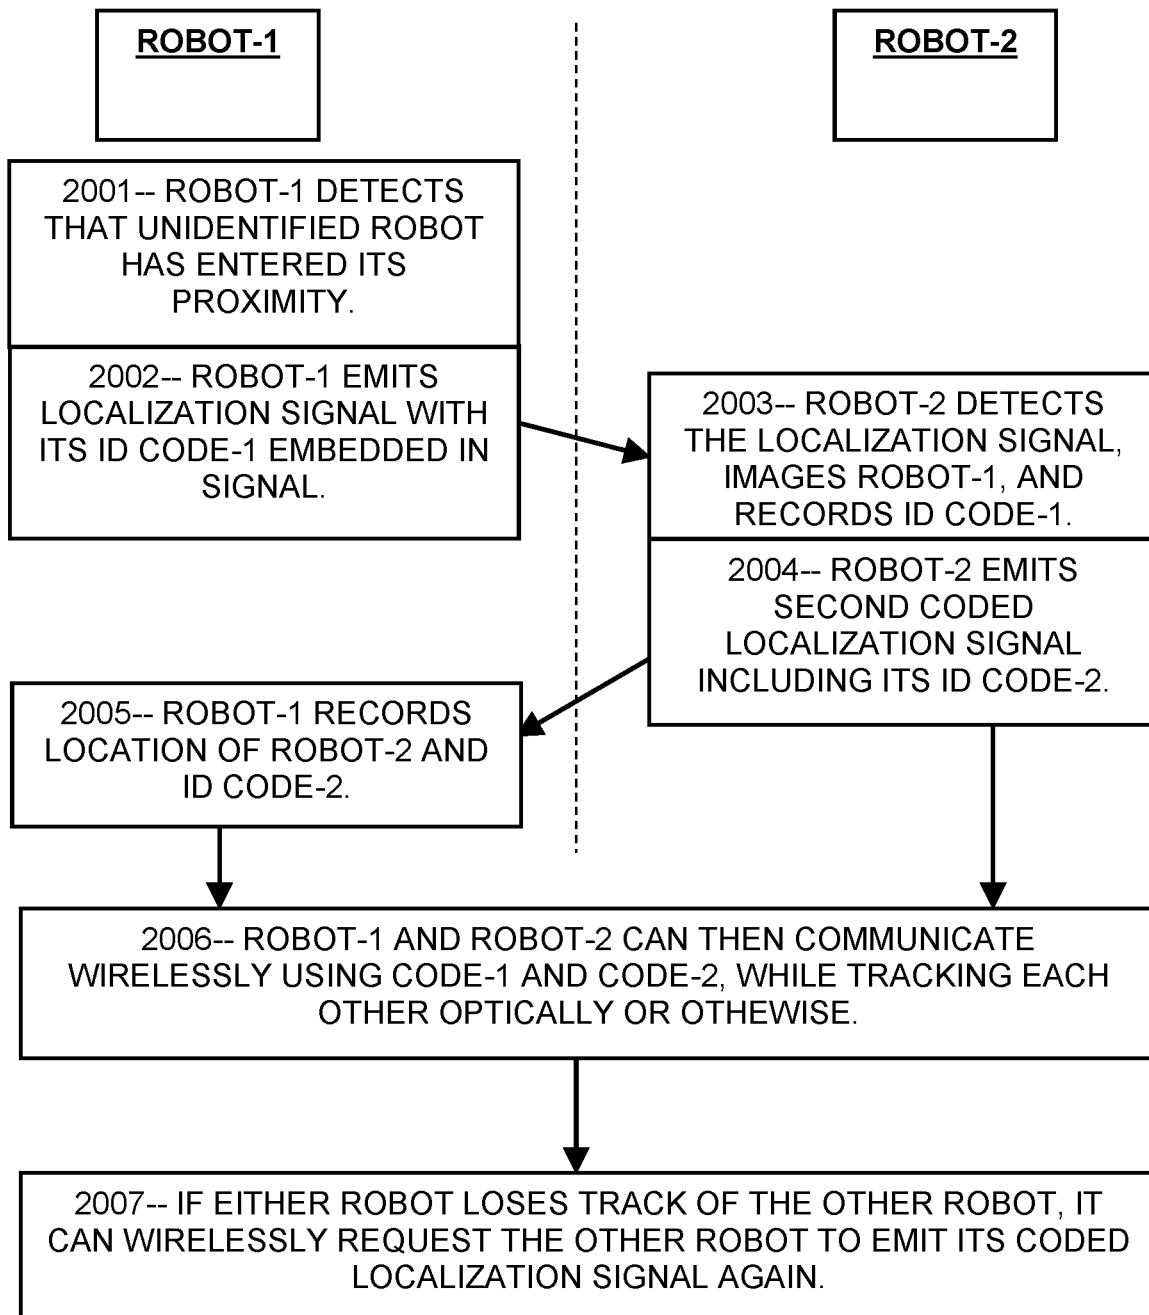 ROBOT-1
ROBOT-2
2001-- ROBOT-1 DETECTS
THAT UNIDENTIFIED ROBOT
HAS ENTERED ITS
PROXIMITY.
2002-- ROBOT-1 EMITS
LOCALIZATION SIGNAL WITH
ITS ID CODE-1 EMBEDDED IN
SIGNAL.
2003-- ROBOT-2 DETECTS
THE LOCALIZATION SIGNAL,
IMAGES ROBOT-1, AND
RECORDS ID CODE-1.
2004-- ROBOT-2 EMITS
SECOND CODED
LOCALIZATION SIGNAL
INCLUDING ITS ID CODE-2.
2005-- ROBOT-1 RECORDS
LOCATION OF ROBOT-2 AND
ID CODE-2.
2006-- ROBOT-1 AND ROBOT-2 CAN THEN COMMUNICATE
WIRELESSLY USING CODE-1 AND CODE-2, WHILE TRACKING EACH
OTHER OPTICALLY OR OTHEWISE.
2007-- IF EITHER ROBOT LOSES TRACK OF THE OTHER ROBOT, IT
CAN WIRELESSLY REQUEST THE OTHER ROBOT TO EMIT ITS CODED
LOCALIZATION SIGNAL AGAIN.